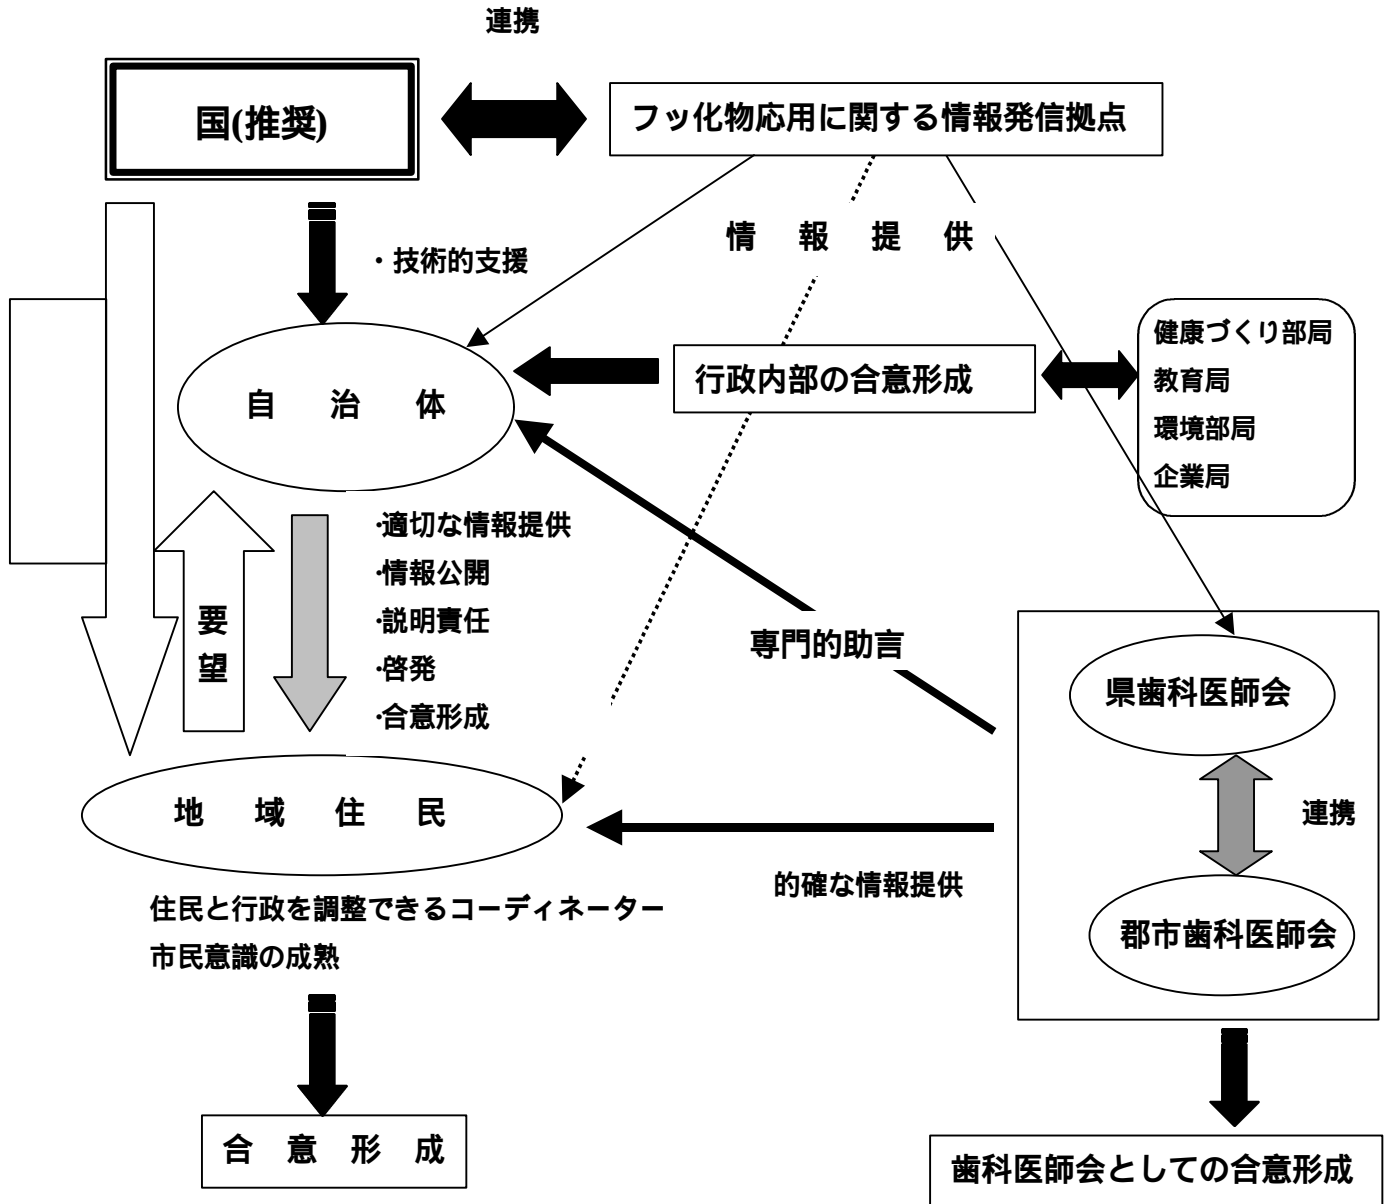 連携
国(推奨)
フッ化物応用に関する情報発信拠点
情　報　提　供
・技術的支援
健康づくり部局
教育局
環境部局
企業局
行政内部の合意形成
自　治　体
・適切な情報提供
・情報公開
・説明責任
・啓発
・合意形成
要
望
専門的助言
県歯科医師会
連携
地　域　住　民
的確な情報提供
住民と行政を調整できるコーディネーター
市民意識の成熟
郡市歯科医師会
合　意　形　成
歯科医師会としての合意形成